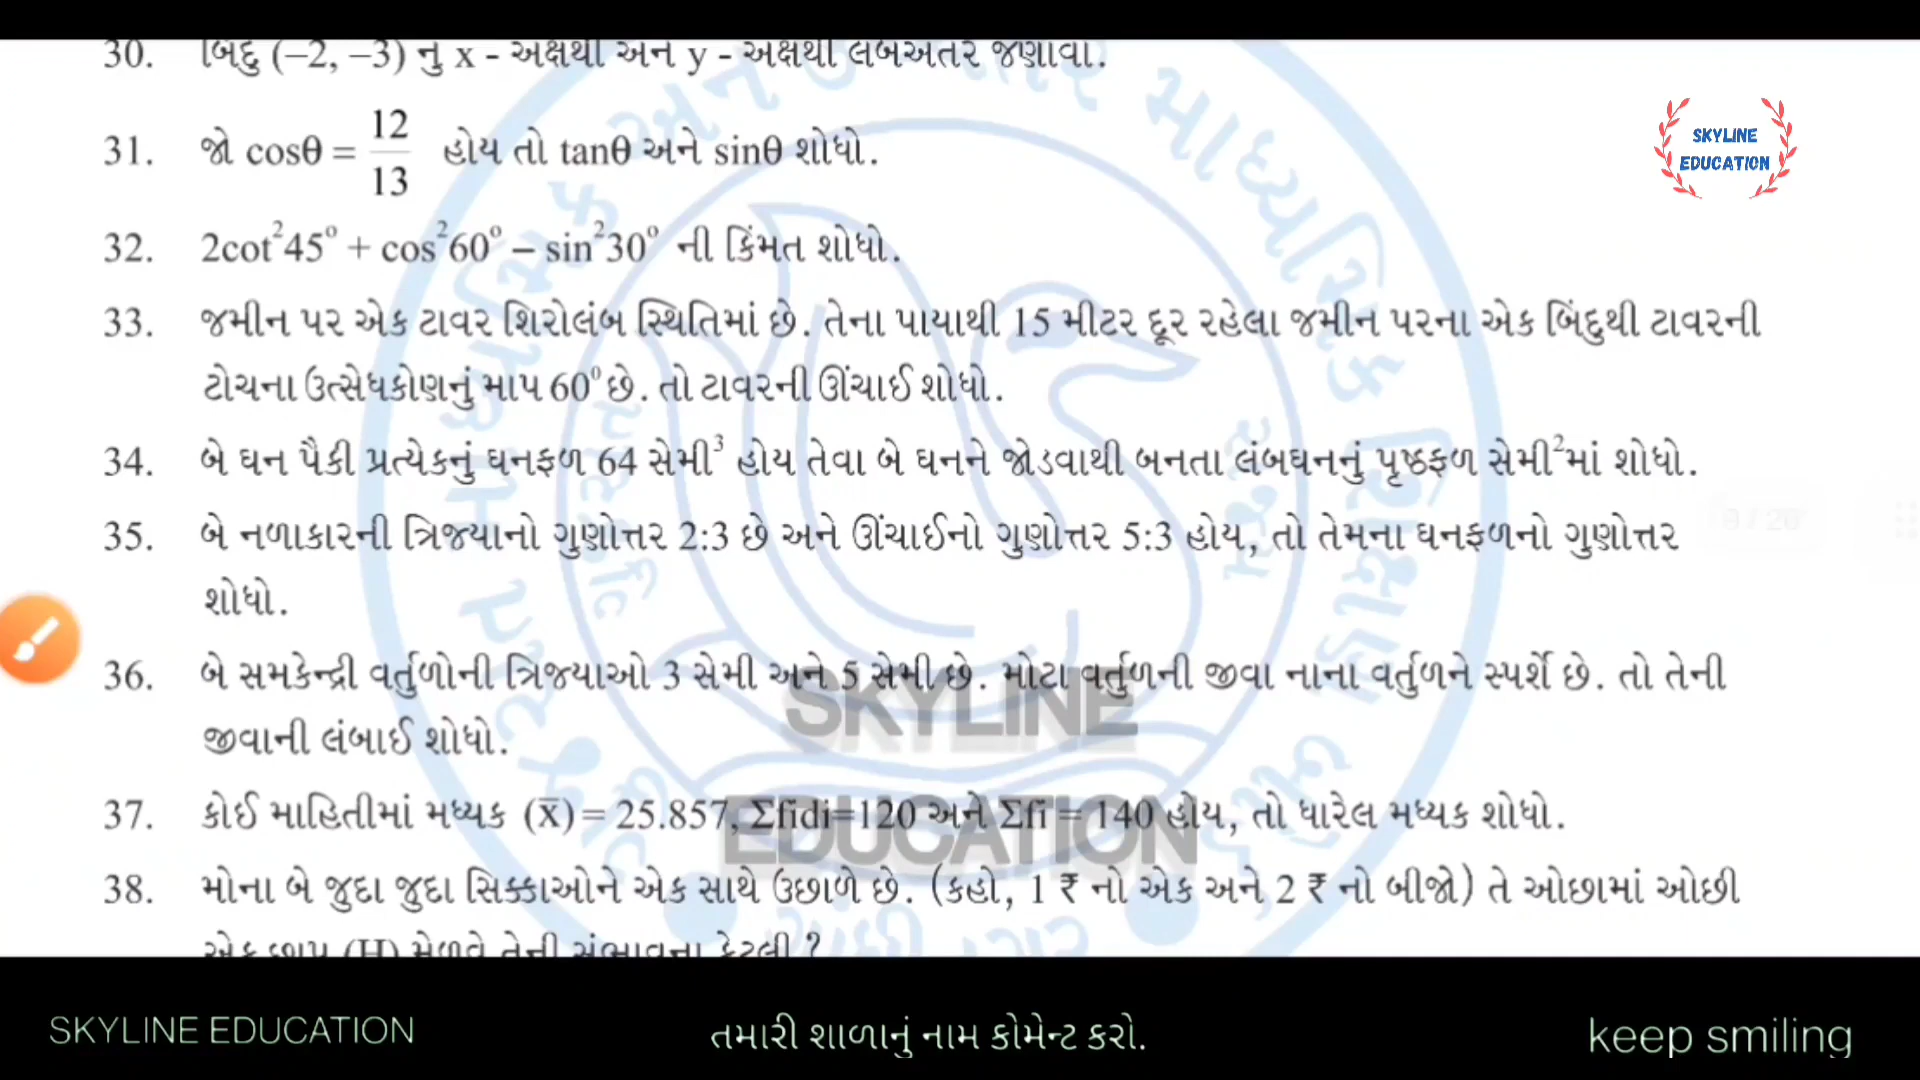 30. બિંદુ (–2, –3) નું x - અક્ષથી અને y - અક્ષથી લંબઅંતર જણાવો.
SKYLINE
EDUCATION
31. જો cosθ = 12/13 હોય તો tanθ અને sinθ શોધો.
32. 2cot²45° + cos²60° – sin²30° ની કિંમત શોધો.
33. જમીન પર એક ટાવર શિરોલંબ સ્થિતિમાં છે. તેના પાયાથી 15 મીટર દૂર રહેલા જમીન પરના એક બિંદુથી ટાવરની
ટોચના ઉત્સેધકોણનું માપ 60° છે. તો ટાવરની ઊંચાઈ શોધો.
34. બે ઘન પૈકી પ્રત્યેકનું ઘનફળ 64 સેમી³ હોય તેવા બે ઘનને જોડવાથી બનતા લંબઘનનું પૃષ્ઠફળ સેમી²માં શોધો.
35. બે નળાકારની ત્રિજ્યાનો ગુણોત્તર 2:3 છે અને ઊંચાઈનો ગુણોત્તર 5:3 હોય, તો તેમના ઘનફળનો ગુણોત્તર
શોધો.
36. બે સમકેન્દ્રી વર્તુળોની ત્રિજ્યાઓ 3 સેમી અને 5 સેમી છે. મોટા વર્તુળની જીવા નાના વર્તુળને સ્પર્શે છે. તો તેની
જીવાની લંબાઈ શોધો.
SKYLINE
EDUCATION
37. કોઈ માહિતીમાં મધ્યક (x̅) = 25.857, Σfidi=120 અને Σfi = 140 હોય, તો ધારેલ મધ્યક શોધો.
38. મોના બે જુદા જુદા સિક્કાઓને એક સાથે ઉછાળે છે. (કહો, 1 ₹ નો એક અને 2 ₹ નો બીજો) તે ઓછામાં ઓછી
એક છાપ (H) મેળવે તેની સંભાવના કેટલી ?
SKYLINE EDUCATION
તમારી શાળાનું નામ કોમેન્ટ કરો.
keep smiling